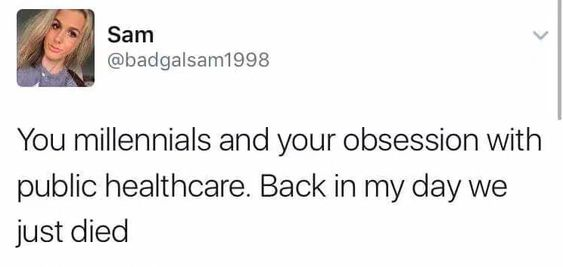 Sam
@badgalsam1998
You millennials and your obsession with
public healthcare. Back in my day we
just died